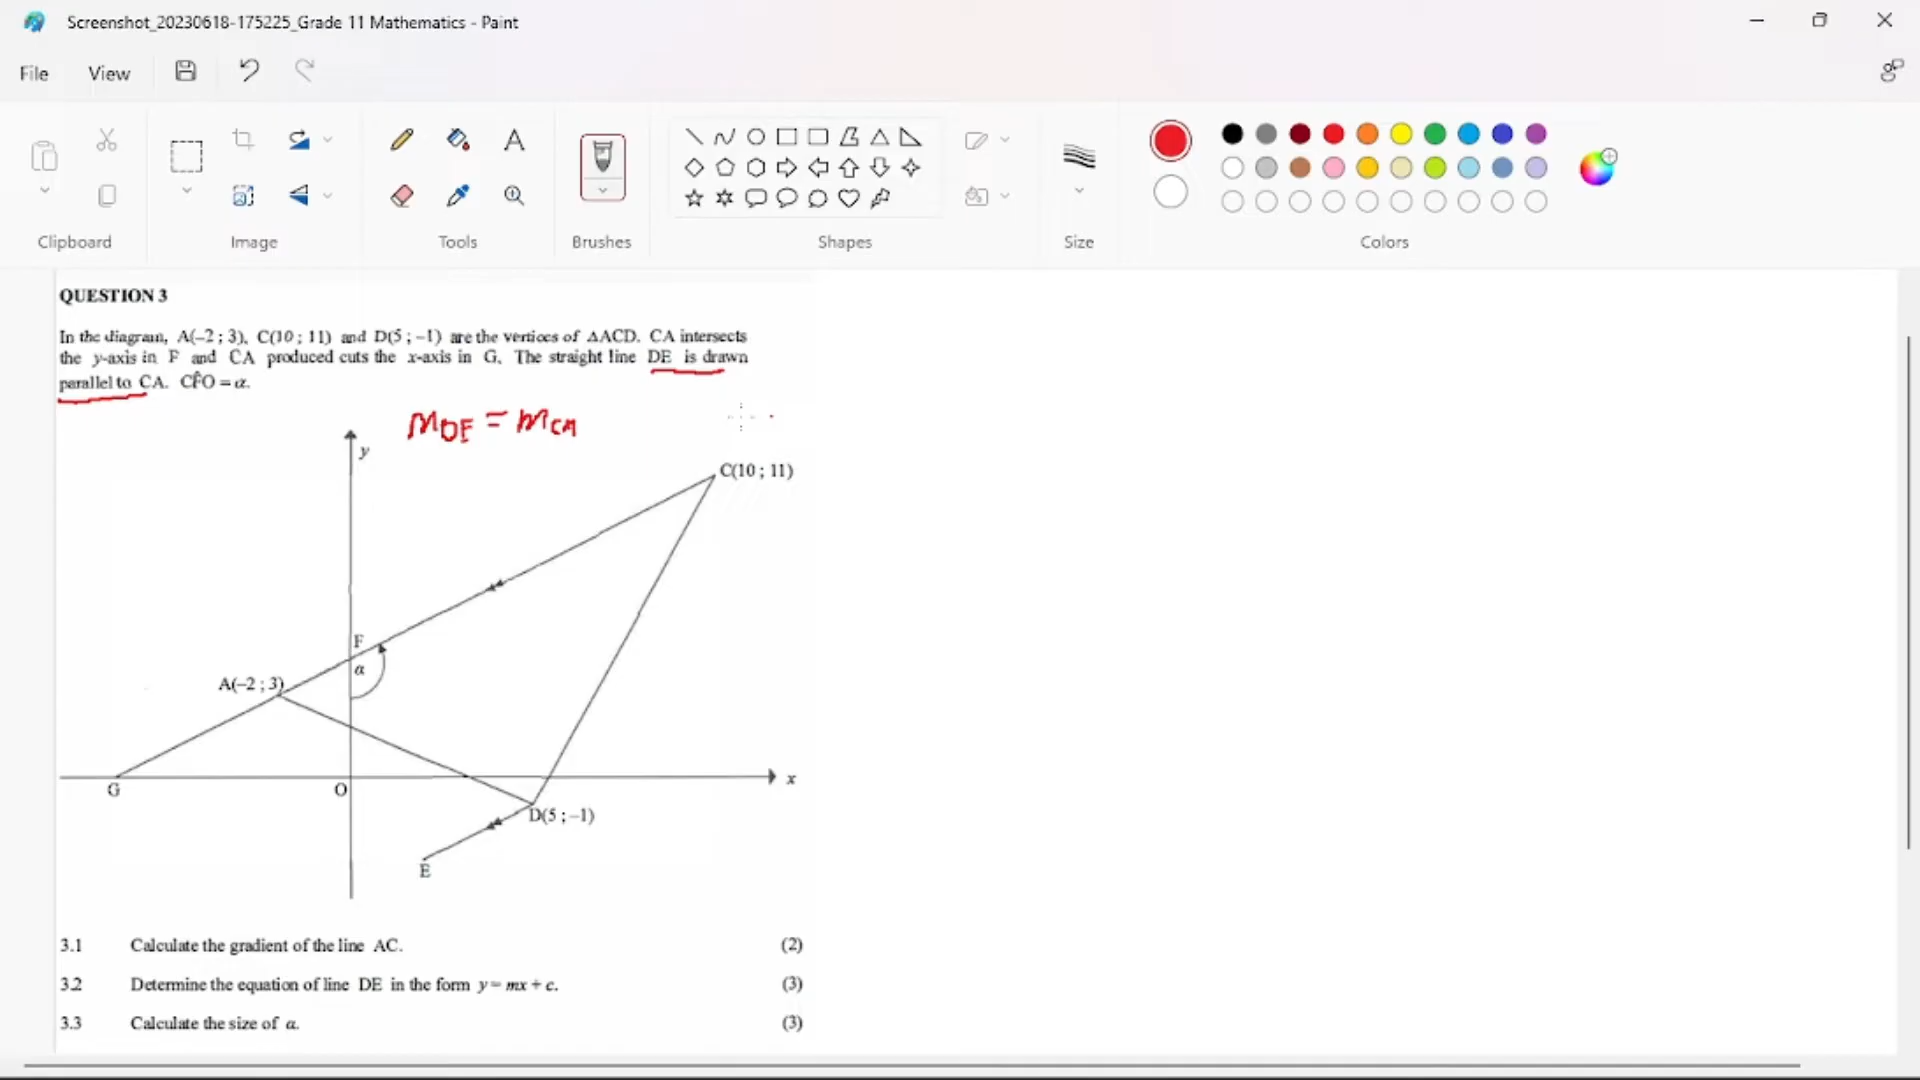 Screenshot_20230618-175225_Grade 11 Mathematics - Paint
File View
Clipboard Image Tools Brushes Shapes Size Colors
QUESTION 3
In the diagram, A(–2 ; 3), C(10 ; 11) and D(5 ; –1) are the vertices of ΔACD. CA intersects
the y-axis in F and CA produced cuts the x-axis in G. The straight line DE is drawn
parallel to CA. CF̂O = α.
MDE = MCA
y
C(10 ; 11)
F
α
A(–2 ; 3)
G
O
x
D(5 ; –1)
E
3.1 Calculate the gradient of the line AC. (2)
3.2 Determine the equation of line DE in the form y = mx + c. (3)
3.3 Calculate the size of α. (3)